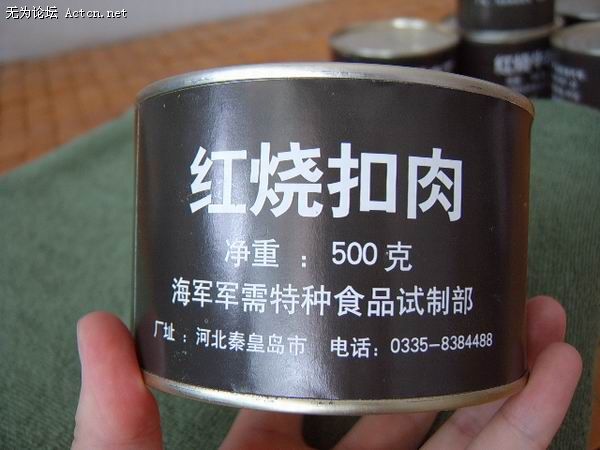 无为论坛 Actcn.net
红烧扣肉
净重 : 500克
海军军需特种食品试制部
厂址:河北秦皇岛市 电话:0335-8384488